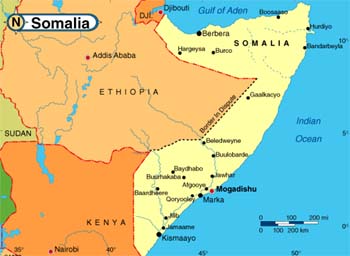 N Somalia
DJI.
Djibouti
Gulf of Aden
Boosaaso
10°
Berbera
Hurdiyo
Hargeysa
Burco
SOMALIA
Bandarbeyla
Addis Ababa
ETHIOPIA
Gaalkacyo
Border In Dispute
Indian
Ocean
SUDAN
5°
Beledweyne
Buulobarde
Baydhabo
Buurhakaba
Jawhar
Afgooye
Baardheere
Mogadishu
Qoryooley
Marka
KENYA
Jilib
Jamaame
Kismaayo
0 100 200 mi
0 100 200 km
0°
Nairobi
35°
40°
45°
50°